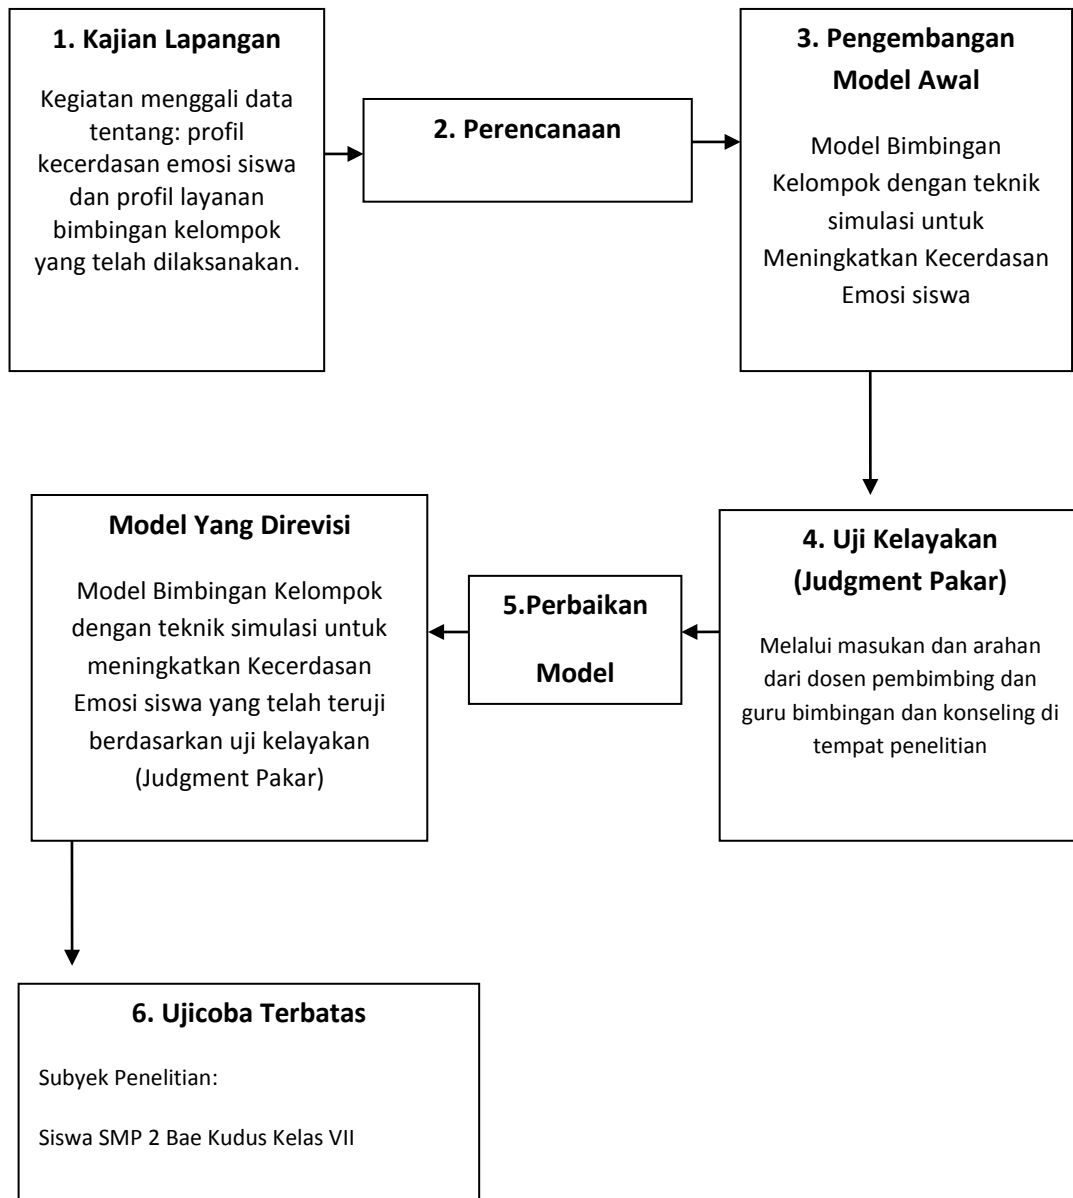 1. Kajian Lapangan
Kegiatan menggali data
tentang: profil
kecerdasan emosi siswa
dan profil layanan
bimbingan kelompok
yang telah dilaksanakan.
2. Perencanaan
3. Pengembangan
Model Awal
Model Bimbingan
Kelompok dengan teknik
simulasi untuk
Meningkatkan Kecerdasan
Emosi siswa
4. Uji Kelayakan
(Judgment Pakar)
Melalui masukan dan arahan
dari dosen pembimbing dan
guru bimbingan dan konseling di
tempat penelitian
5.Perbaikan
Model
Model Yang Direvisi
Model Bimbingan Kelompok
dengan teknik simulasi untuk
meningkatkan Kecerdasan
Emosi siswa yang telah teruji
berdasarkan uji kelayakan
(Judgment Pakar)
6. Ujicoba Terbatas
Subyek Penelitian:
Siswa SMP 2 Bae Kudus Kelas VII